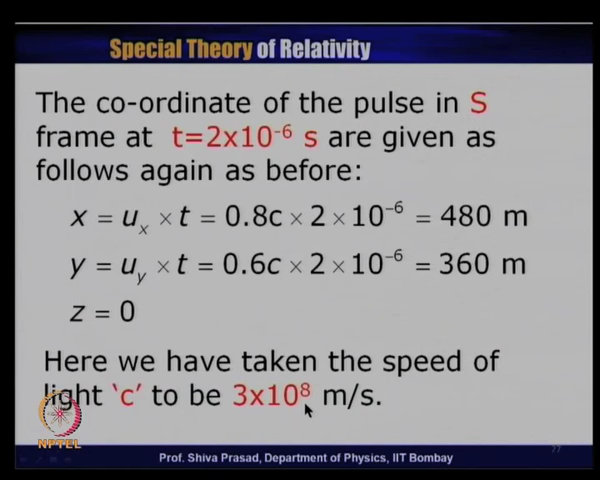 Special Theory of Relativity
The co-ordinate of the pulse in S
frame at t=2x10⁻⁶ s are given as
follows again as before:
x = uₓ × t = 0.8c × 2 × 10⁻⁶ = 480 m
y = u_y × t = 0.6c × 2 × 10⁻⁶ = 360 m
z = 0
Here we have taken the speed of
light ‘c’ to be 3x10⁸ m/s.
NPTEL
Prof. Shiva Prasad, Department of Physics, IIT Bombay